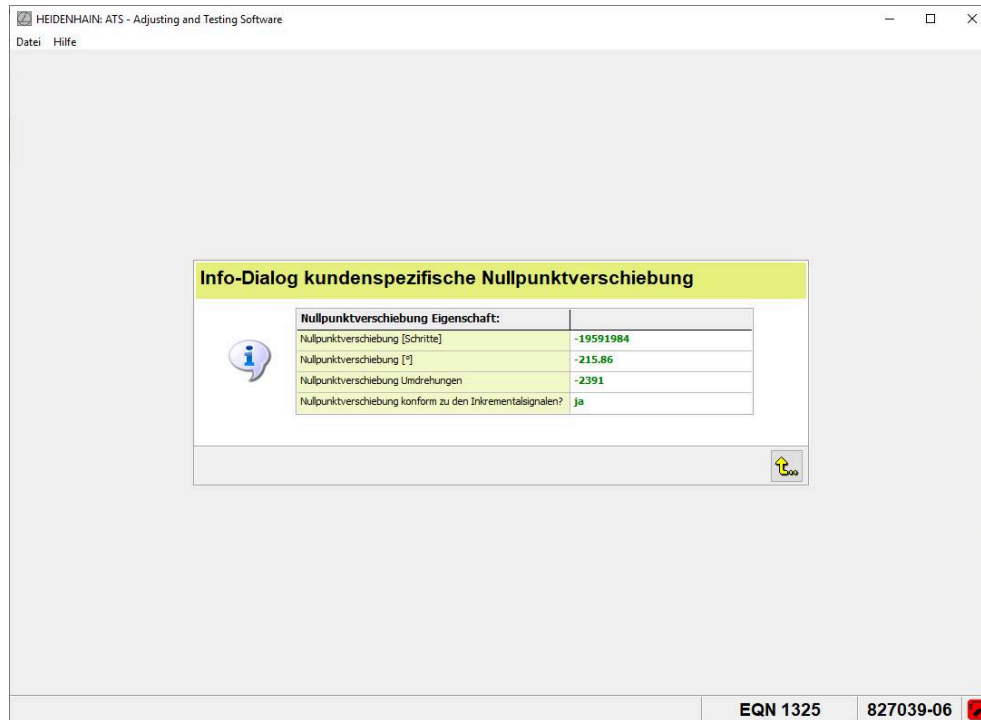 HEIDENHAIN: ATS - Adjusting and Testing Software
Datei Hilfe
Info-Dialog kundenspezifische Nullpunktverschiebung
Nullpunktverschiebung Eigenschaft:
Nullpunktverschiebung [Schritte] -19591984
Nullpunktverschiebung [°] -215.86
Nullpunktverschiebung Umdrehungen -2391
Nullpunktverschiebung konform zu den Inkrementalsignalen? ja
EQN 1325 827039-06